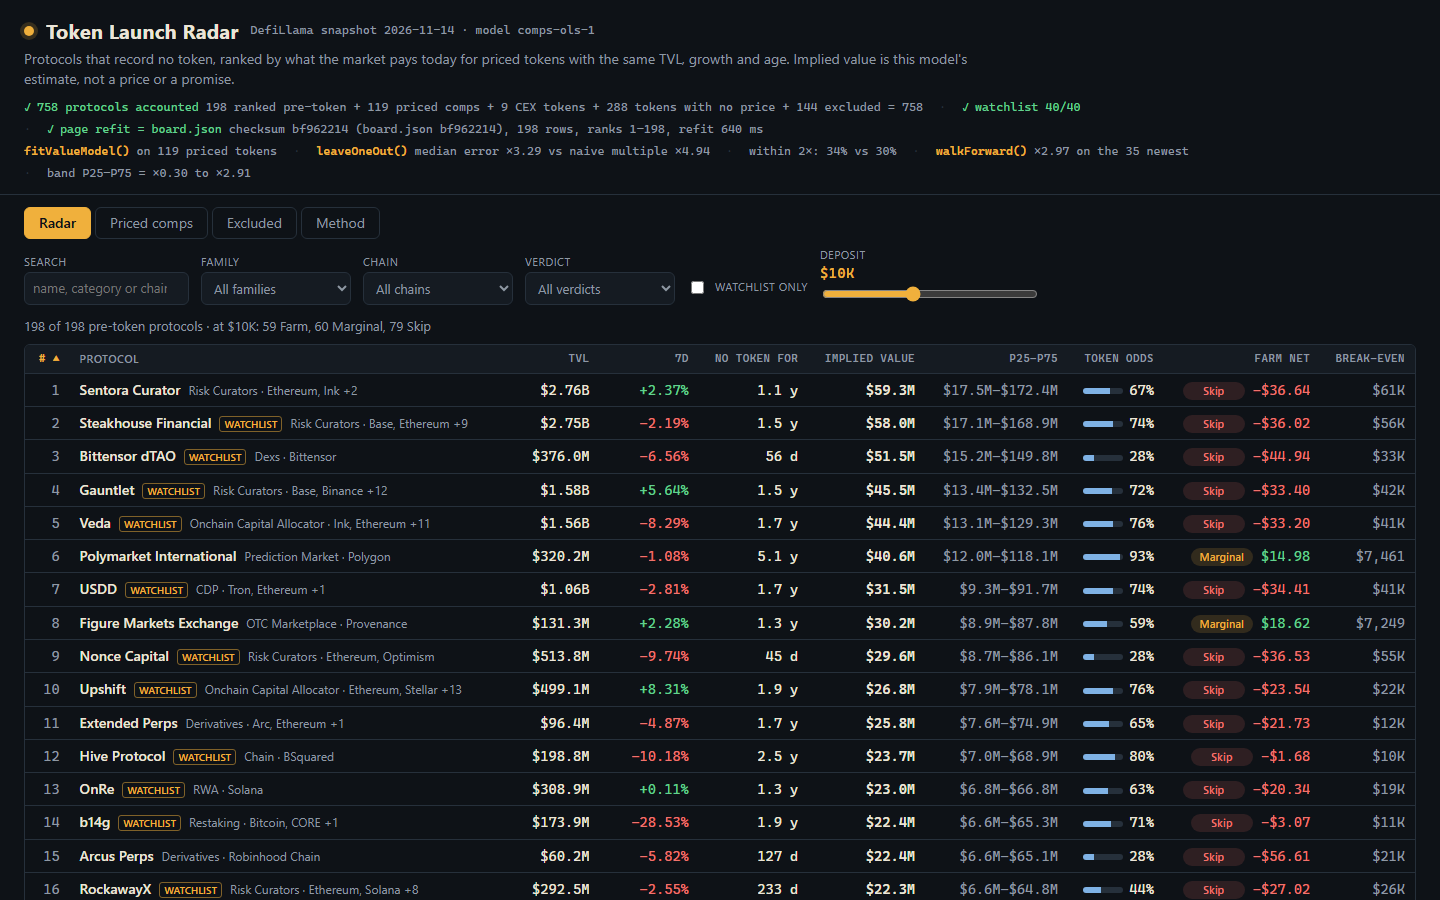 Token Launch Radar DefiLlama snapshot 2026-11-14 · model comps-ols-1
Protocols that record no token, ranked by what the market pays today for priced tokens with the same TVL, growth and age. Implied value is this model's
estimate, not a price or a promise.
✓ 758 protocols accounted 198 ranked pre-token + 119 priced comps + 9 CEX tokens + 288 tokens with no price + 144 excluded = 758 · ✓ watchlist 40/40
· ✓ page refit = board.json checksum bf962214 (board.json bf962214), 198 rows, ranks 1–198, refit 640 ms
fitValueModel() on 119 priced tokens · leaveOneOut() median error ×3.29 vs naive multiple ×4.94 · within 2×: 34% vs 30% · walkForward() ×2.97 on the 35 newest
· band P25–P75 = ×0.30 to ×2.91
Radar Priced comps Excluded Method
SEARCH FAMILY CHAIN VERDICT DEPOSIT
name, category or chain All families All chains All verdicts WATCHLIST ONLY $10K
198 of 198 pre-token protocols · at $10K: 59 Farm, 60 Marginal, 79 Skip
# ▲ PROTOCOL TVL 7D NO TOKEN FOR IMPLIED VALUE P25–P75 TOKEN ODDS FARM NET BREAK-EVEN
1 Sentora Curator Risk Curators · Ethereum, Ink +2 $2.76B +2.37% 1.1 y $59.3M $17.5M–$172.4M 67% Skip −$36.64 $61K
2 Steakhouse Financial WATCHLIST Risk Curators · Base, Ethereum +9 $2.75B −2.19% 1.5 y $58.0M $17.1M–$168.9M 74% Skip −$36.02 $56K
3 Bittensor dTAO WATCHLIST Dexs · Bittensor $376.0M −6.56% 56 d $51.5M $15.2M–$149.8M 28% Skip −$44.94 $33K
4 Gauntlet WATCHLIST Risk Curators · Base, Binance +12 $1.58B +5.64% 1.5 y $45.5M $13.4M–$132.5M 72% Skip −$33.40 $42K
5 Veda WATCHLIST Onchain Capital Allocator · Ink, Ethereum +11 $1.56B −8.29% 1.7 y $44.4M $13.1M–$129.3M 76% Skip −$33.20 $41K
6 Polymarket International Prediction Market · Polygon $320.2M −1.08% 5.1 y $40.6M $12.0M–$118.1M 93% Marginal $14.98 $7,461
7 USDD WATCHLIST CDP · Tron, Ethereum +1 $1.06B −2.81% 1.7 y $31.5M $9.3M–$91.7M 74% Skip −$34.41 $41K
8 Figure Markets Exchange OTC Marketplace · Provenance $131.3M +2.28% 1.3 y $30.2M $8.9M–$87.8M 59% Marginal $18.62 $7,249
9 Nonce Capital WATCHLIST Risk Curators · Ethereum, Optimism $513.8M −9.74% 45 d $29.6M $8.7M–$86.1M 28% Skip −$36.53 $55K
10 Upshift WATCHLIST Onchain Capital Allocator · Ethereum, Stellar +13 $499.1M +8.31% 1.9 y $26.8M $7.9M–$78.1M 76% Skip −$23.54 $22K
11 Extended Perps Derivatives · Arc, Ethereum +1 $96.4M −4.87% 1.7 y $25.8M $7.6M–$74.9M 65% Skip −$21.73 $12K
12 Hive Protocol WATCHLIST Chain · BSquared $198.8M −10.18% 2.5 y $23.7M $7.0M–$68.9M 80% Skip −$1.68 $10K
13 OnRe WATCHLIST RWA · Solana $308.9M +0.11% 1.3 y $23.0M $6.8M–$66.8M 63% Skip −$20.34 $19K
14 b14g WATCHLIST Restaking · Bitcoin, CORE +1 $173.9M −28.53% 1.9 y $22.4M $6.6M–$65.3M 71% Skip −$3.07 $11K
15 Arcus Perps Derivatives · Robinhood Chain $60.2M −5.82% 127 d $22.4M $6.6M–$65.1M 28% Skip −$56.61 $21K
16 RockawayX WATCHLIST Risk Curators · Ethereum, Solana +8 $292.5M −2.55% 233 d $22.3M $6.6M–$64.8M 44% Skip −$27.02 $26K